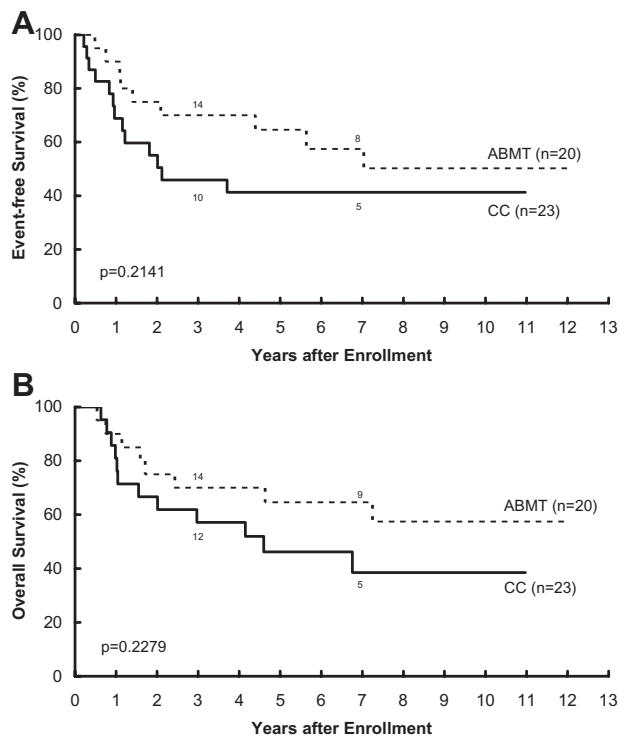 A
Event-free Survival (%)
100
80
60
40
20
0
14
8
ABMT (n=20)
10
5
CC (n=23)
p=0.2141
0 1 2 3 4 5 6 7 8 9 10 11 12 13
Years after Enrollment
B
Overall Survival (%)
100
80
60
40
20
0
14
9
ABMT (n=20)
12
5
CC (n=23)
p=0.2279
0 1 2 3 4 5 6 7 8 9 10 11 12 13
Years after Enrollment